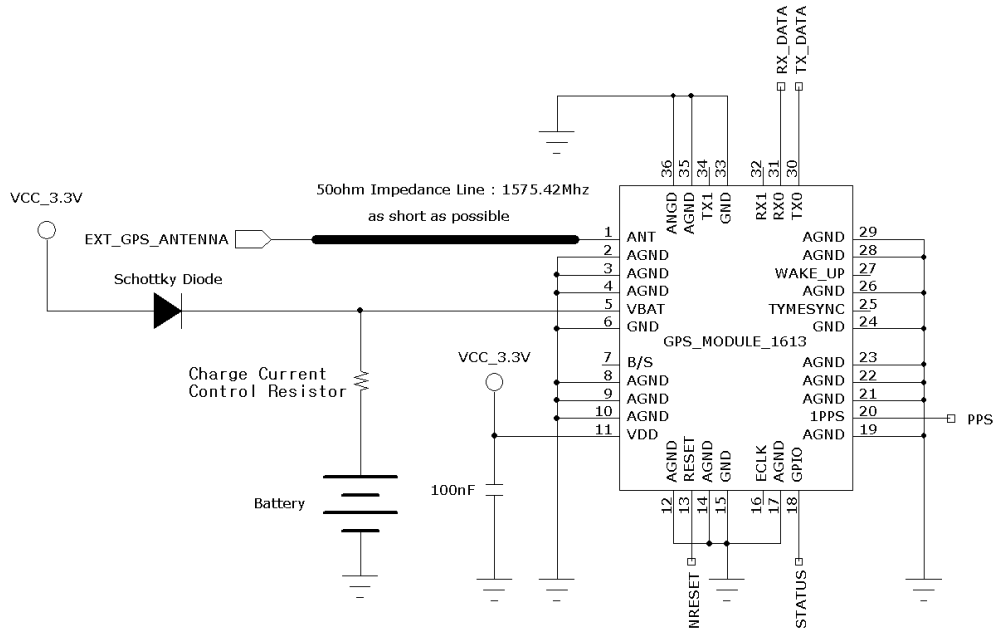 RX_DATA
TX_DATA
36
35
34
33
32
31
30
ANGD
AGND
TX1
GND
RX1
RX0
TX0
50ohm Impedance Line : 1575.42Mhz
as short as possible
VCC_3.3V
EXT_GPS_ANTENNA
Schottky Diode
1 ANT
2 AGND
3 AGND
4 AGND
5 VBAT
6 GND
7 B/S
8 AGND
9 AGND
10 AGND
11 VDD
GPS_MODULE_1613
AGND 29
AGND 28
WAKE_UP 27
AGND 26
TYMESYNC 25
GND 24
AGND 23
AGND 22
AGND 21
1PPS 20
AGND 19
PPS
VCC_3.3V
Charge Current
Control Resistor
100nF
Battery
AGND
RESET
AGND
GND
ECLK
AGND
GPIO
12
13
14
15
16
17
18
NRESET
STATUS